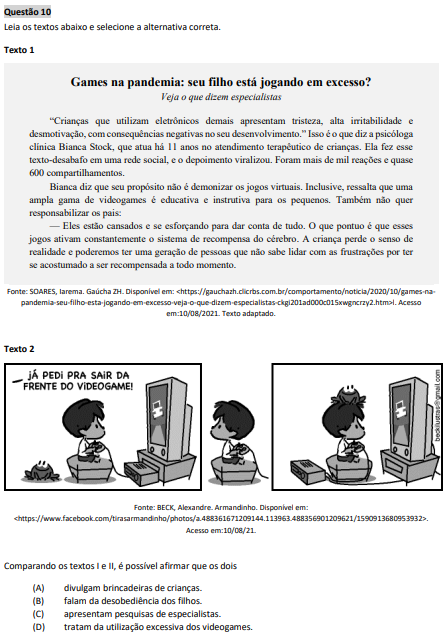 Questão 10
Leia os textos abaixo e selecione a alternativa correta.
Texto 1
Games na pandemia: seu filho está jogando em excesso?
Veja o que dizem especialistas
“Crianças que utilizam eletrônicos demais apresentam tristeza, alta irritabilidade e
desmotivação, com consequências negativas no seu desenvolvimento.” Isso é o que diz a psicóloga
clínica Bianca Stock, que atua há 11 anos no atendimento terapêutico de crianças. Ela fez esse
texto-desabafo em uma rede social, e o depoimento viralizou. Foram mais de mil reações e quase
600 compartilhamentos.
Bianca diz que seu propósito não é demonizar os jogos virtuais. Inclusive, ressalta que uma
ampla gama de videogames é educativa e instrutiva para os pequenos. Também não quer
responsabilizar os pais:
— Eles estão cansados e se esforçando para dar conta de tudo. O que pontuo é que esses
jogos ativam constantemente o sistema de recompensa do cérebro. A criança perde o senso de
realidade e poderemos ter uma geração de pessoas que não sabe lidar com as frustrações por ter
se acostumado a ser recompensada a todo momento.
Fonte: SOARES, Iarema. Gaúcha ZH. Disponível em: <https://gauchazh.clicrbs.com.br/comportamento/noticia/2020/10/games-na-
pandemia-seu-filho-esta-jogando-em-excesso-veja-o-que-dizem-especialistas-ckgi201ad000c015xwgncrzy2.htm>l. Acesso
em:10/08/2021. Texto adaptado.
Texto 2
— JÁ PEDI PRA SAIR DA
FRENTE DO VIDEOGAME!
beckilustras@gmail.com
Fonte: BECK, Alexandre. Armandinho. Disponível em:
<https://www.facebook.com/tirasarmandinho/photos/a.488361671209144.113963.488356901209621/1590913680953932>.
Acesso em:10/08/21.
Comparando os textos I e II, é possível afirmar que os dois
(A) divulgam brincadeiras de crianças.
(B) falam da desobediência dos filhos.
(C) apresentam pesquisas de especialistas.
(D) tratam da utilização excessiva dos videogames.